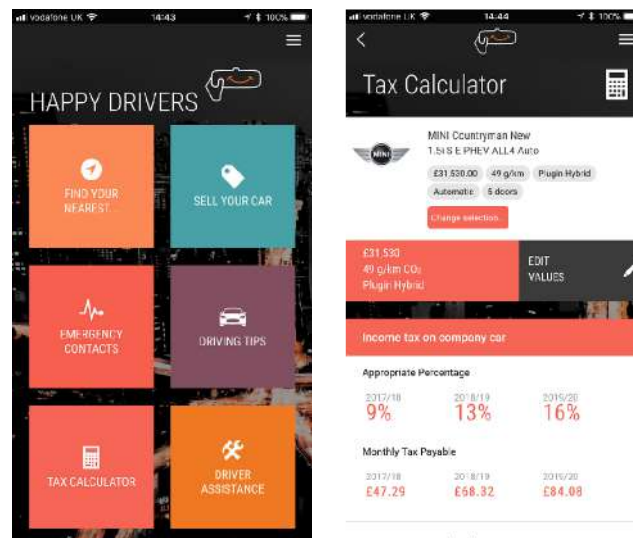 vodafone UK 14:43 100%
HAPPY DRIVERS
FIND YOUR
NEAREST...
SELL YOUR CAR
EMERGENCY
CONTACTS
DRIVING TIPS
TAX CALCULATOR
DRIVER
ASSISTANCE
vodafone UK 14:44 100%
Tax Calculator
MINI
MINI Countryman New
1.5i S E PHEV ALL4 Auto
£31,530.00 49 g/km Plugin Hybrid
Automatic 5 doors
Change selection...
£31,530
49 g/km CO₂
Plugin Hybrid
EDIT
VALUES
Income tax on company car
Appropriate Percentage
2017/18 2018/19 2019/20
9% 13% 16%
Monthly Tax Payable
2017/18 2018/19 2019/20
£47.29 £68.32 £84.08